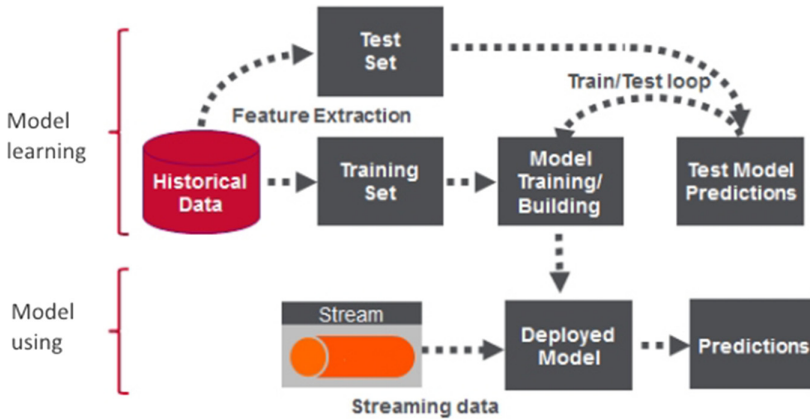 Test
Set
Train/Test loop
Feature Extraction
Model
learning
Historical
Data
Training
Set
Model
Training/
Building
Test Model
Predictions
Model
using
Stream
Deployed
Model
Predictions
Streaming data